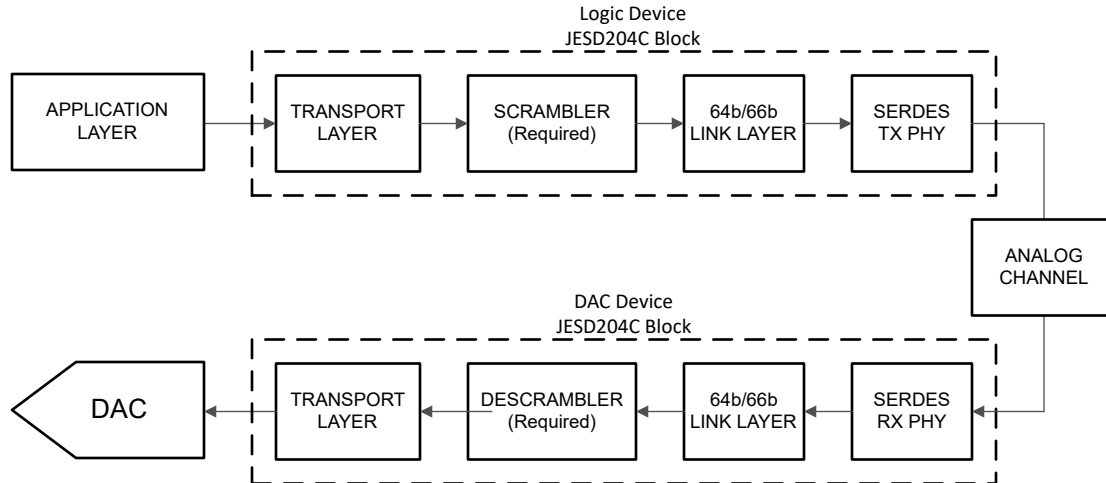 Logic Device
JESD204C Block
APPLICATION
LAYER
TRANSPORT
LAYER
SCRAMBLER
(Required)
64b/66b
LINK LAYER
SERDES
TX PHY
ANALOG
CHANNEL
DAC Device
JESD204C Block
DAC
TRANSPORT
LAYER
DESCRAMBLER
(Required)
64b/66b
LINK LAYER
SERDES
RX PHY